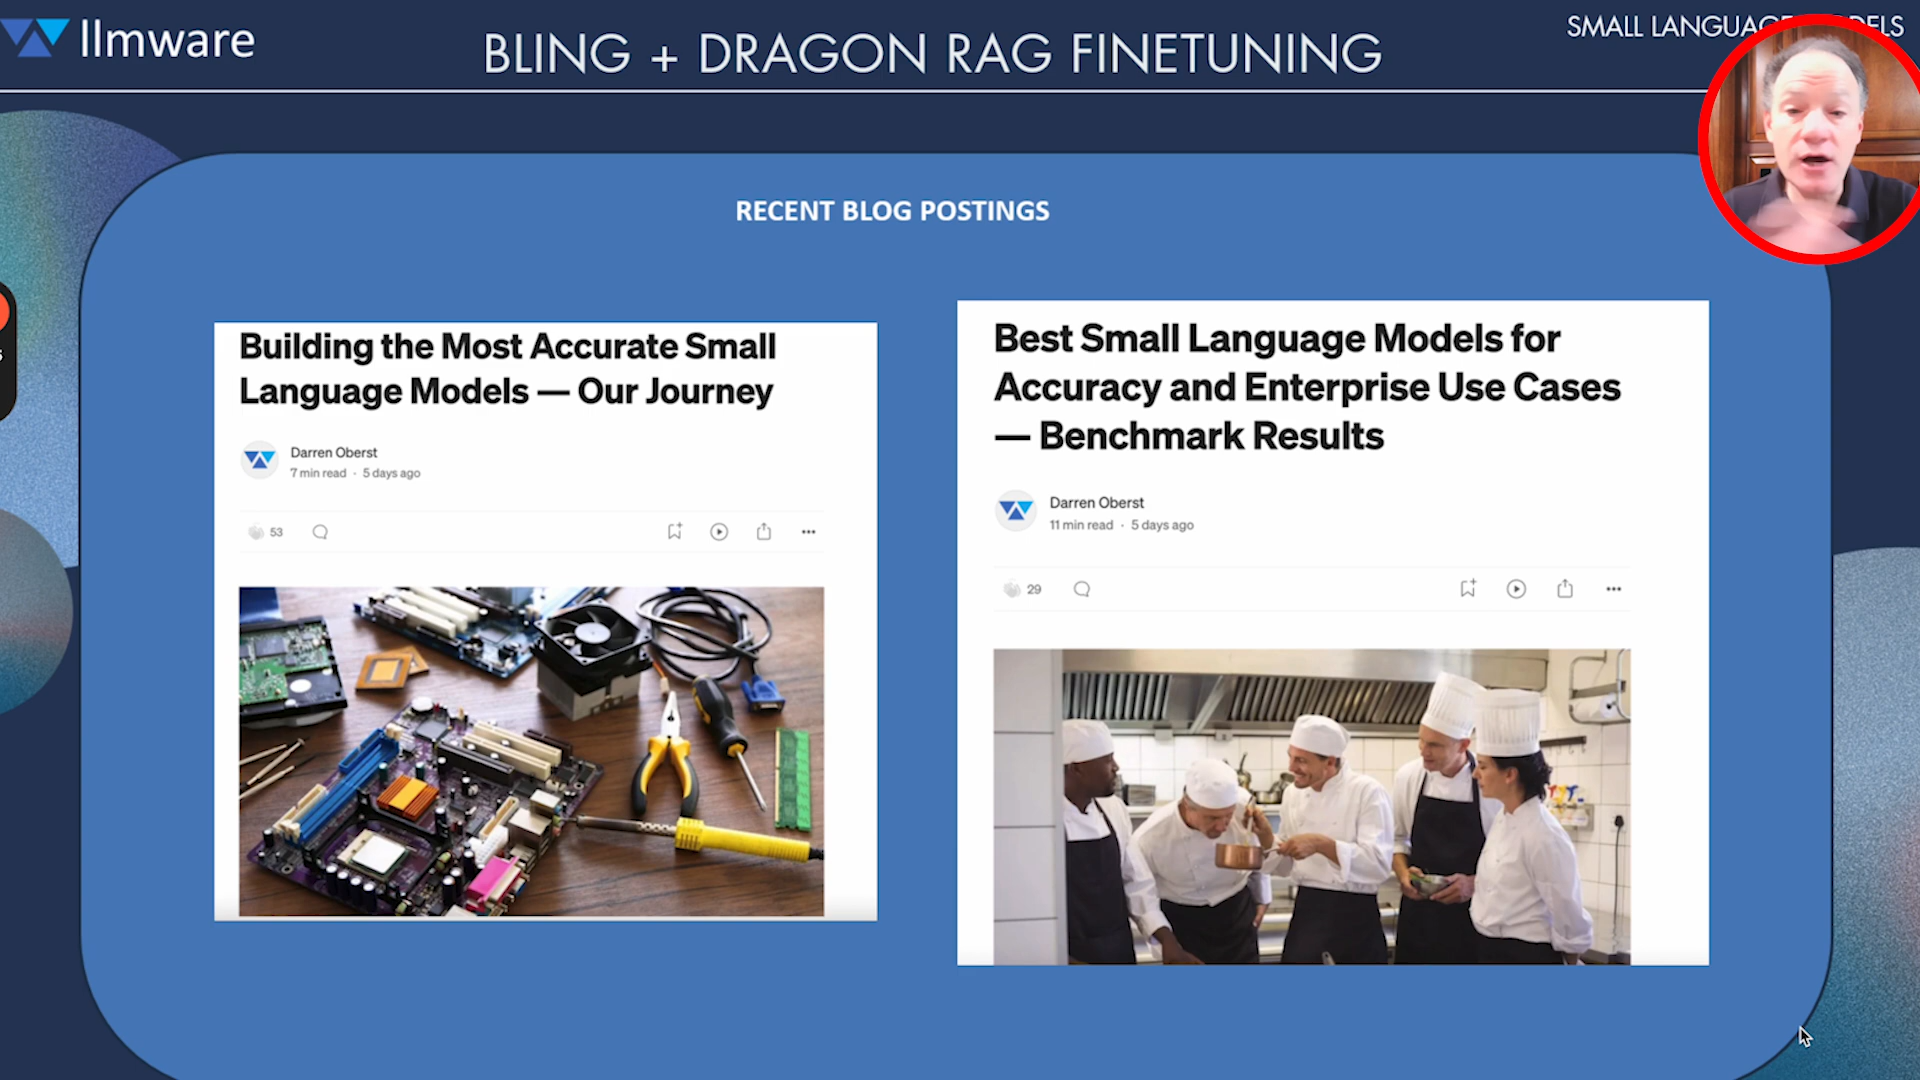 llmware
BLING + DRAGON RAG FINETUNING
RECENT BLOG POSTINGS
Building the Most Accurate Small
Language Models — Our Journey
Darren Oberst
7 min read · 5 days ago
53
Best Small Language Models for
Accuracy and Enterprise Use Cases
— Benchmark Results
Darren Oberst
11 min read · 5 days ago
29
SMALL